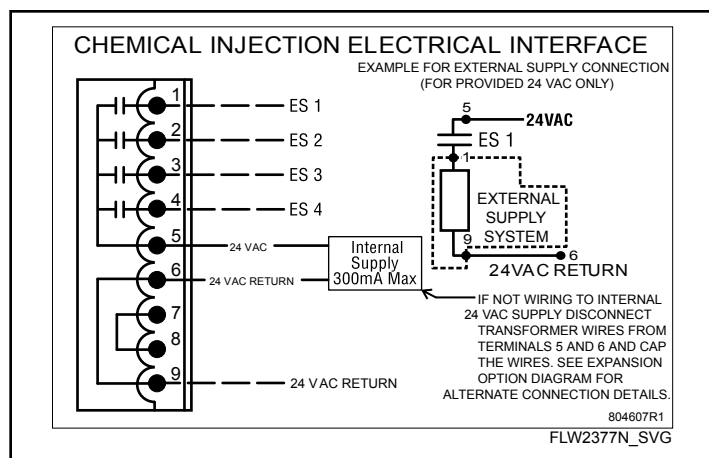 CHEMICAL INJECTION ELECTRICAL INTERFACE
EXAMPLE FOR EXTERNAL SUPPLY CONNECTION
(FOR PROVIDED 24 VAC ONLY)
1
ES 1
2
ES 2
3
ES 3
4
ES 4
5
24 VAC
6
24 VAC RETURN
7
8
9
24 VAC RETURN
Internal
Supply
300mA Max
5
24VAC
ES 1
1
EXTERNAL
SUPPLY
SYSTEM
9
6
24VAC RETURN
IF NOT WIRING TO INTERNAL
24 VAC SUPPLY DISCONNECT
TRANSFORMER WIRES FROM
TERMINALS 5 AND 6 AND CAP
THE WIRES. SEE EXPANSION
OPTION DIAGRAM FOR
ALTERNATE CONNECTION DETAILS.
804607R1
FLW2377N_SVG